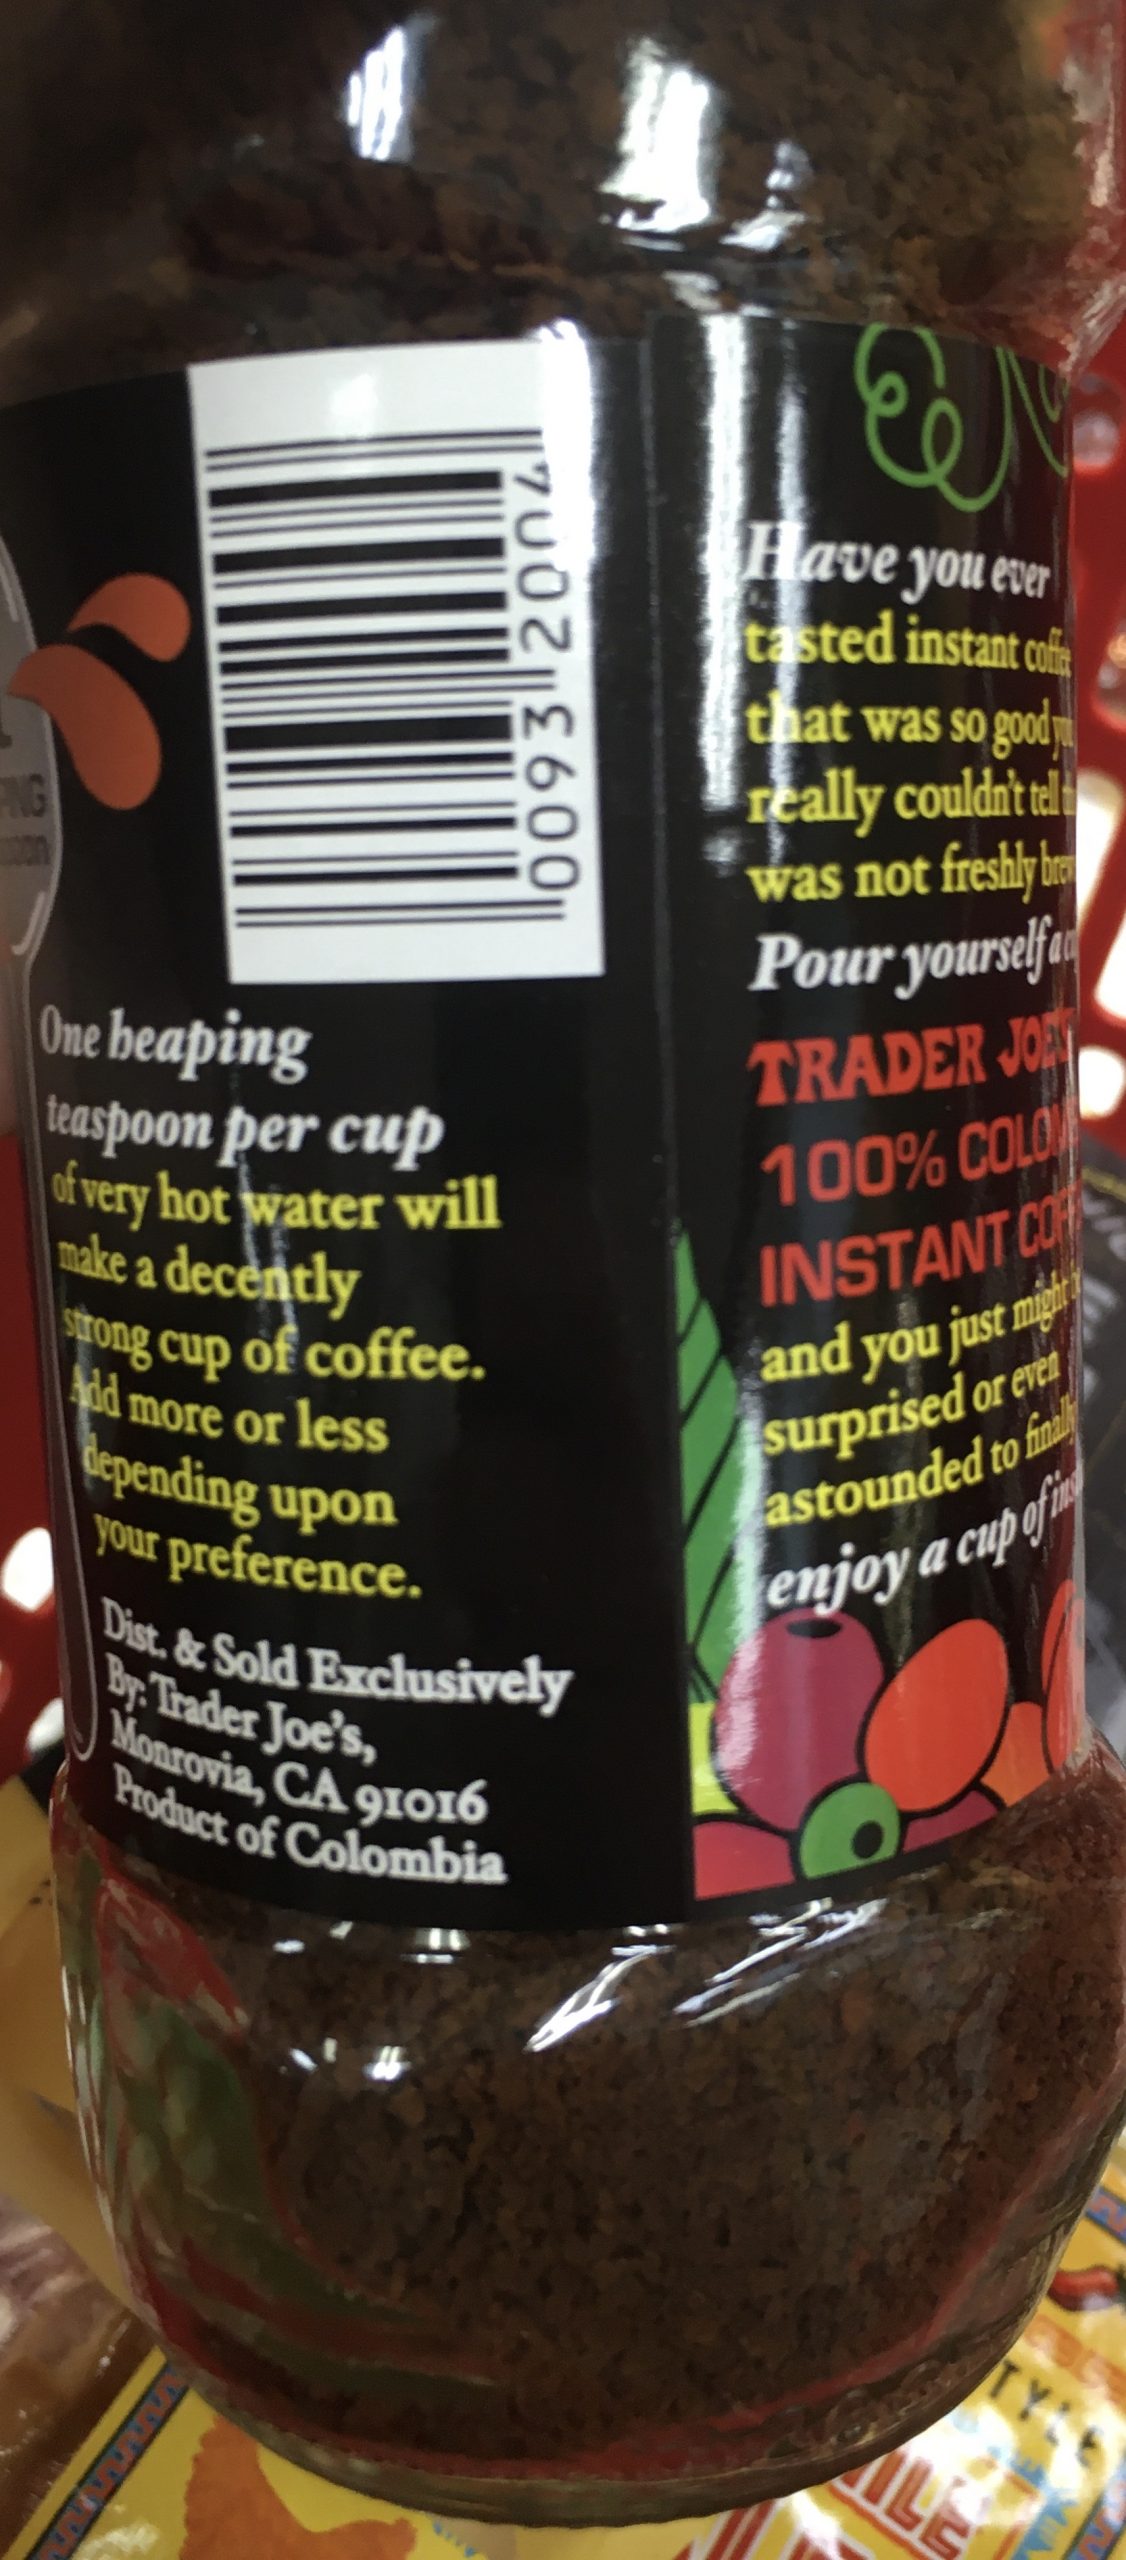 0093 2004
One heaping
teaspoon per cup
of very hot water will
make a decently
strong cup of coffee.
Add more or less
depending upon
your preference.
Dist. & Sold Exclusively
By: Trader Joe's,
Monrovia, CA 91016
Product of Colombia
Have you ever
tasted instant
that was so good
really couldn't tell
was not freshly
Pour yourself a
TRADER JOE'S
100%
INSTANT
and you just might
surprised or even
astounded to finally
enjoy a cup of